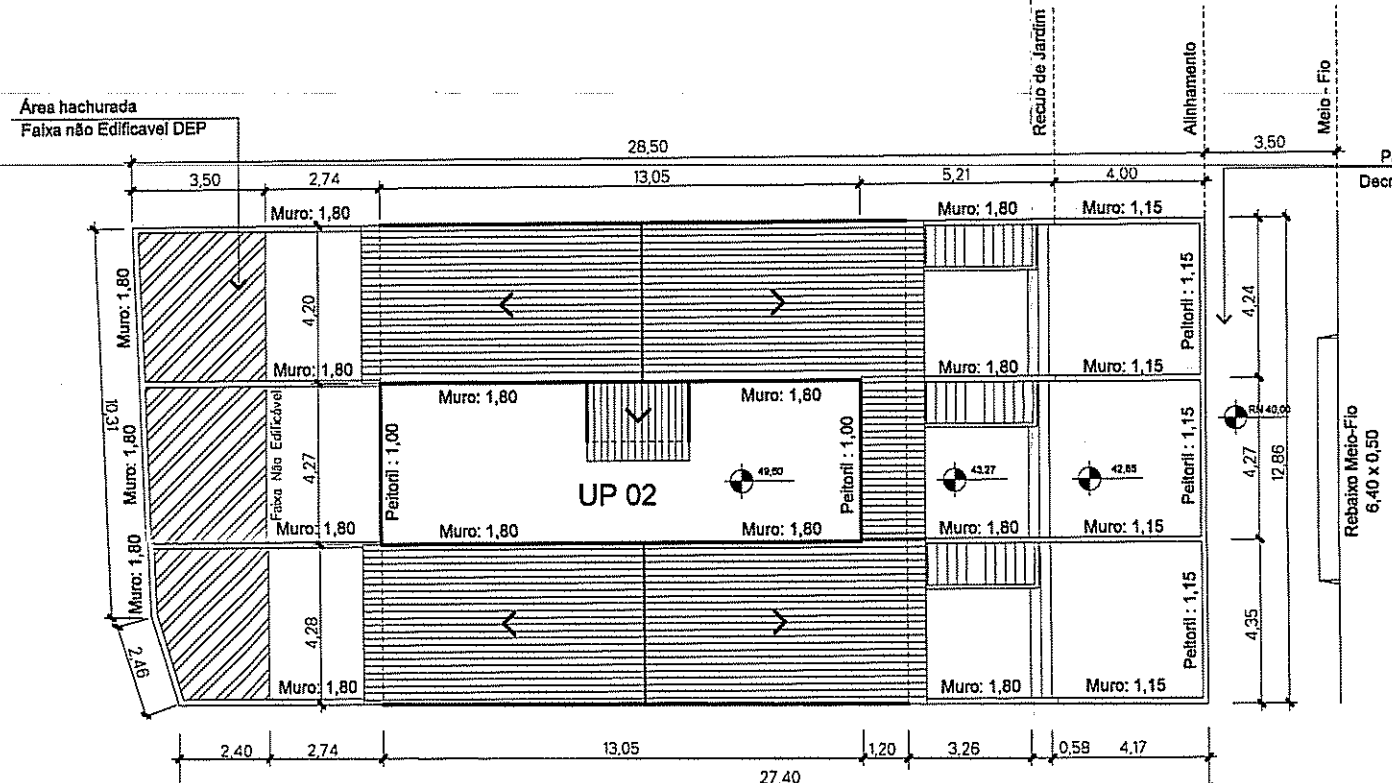 Recuo de Jardim
Alinhamento
Meio - Fio
Área hachurada
Faixa não Edificavel DEP
28,50
3,50
P
Decr
3,50
2,74
13,05
5,21
4,00
Muro: 1,80
Muro: 1,80
Muro: 1,15
Muro: 1,80
4,20
Peitoril : 1,15
4,24
Muro: 1,80
Muro: 1,80
Muro: 1,15
10,31
Muro: 1,80
Faixa Não Edificável
4,27
Muro: 1,80
Muro: 1,80
Peitoril : 1,00
Peitoril : 1,00
UP 02
49,50
43,27
42,85
Peitoril : 1,15
RN 40,00
4,27
12,86
Rebaixo Meio-Fio
6,40 x 0,50
Muro: 1,80
Muro: 1,80
Muro: 1,80
Muro: 1,80
Muro: 1,15
Muro: 1,80
2,46
4,28
Peitoril : 1,15
4,35
Muro: 1,80
Muro: 1,80
Muro: 1,15
2,40
2,74
13,05
1,20
3,26
0,59
4,17
27,40